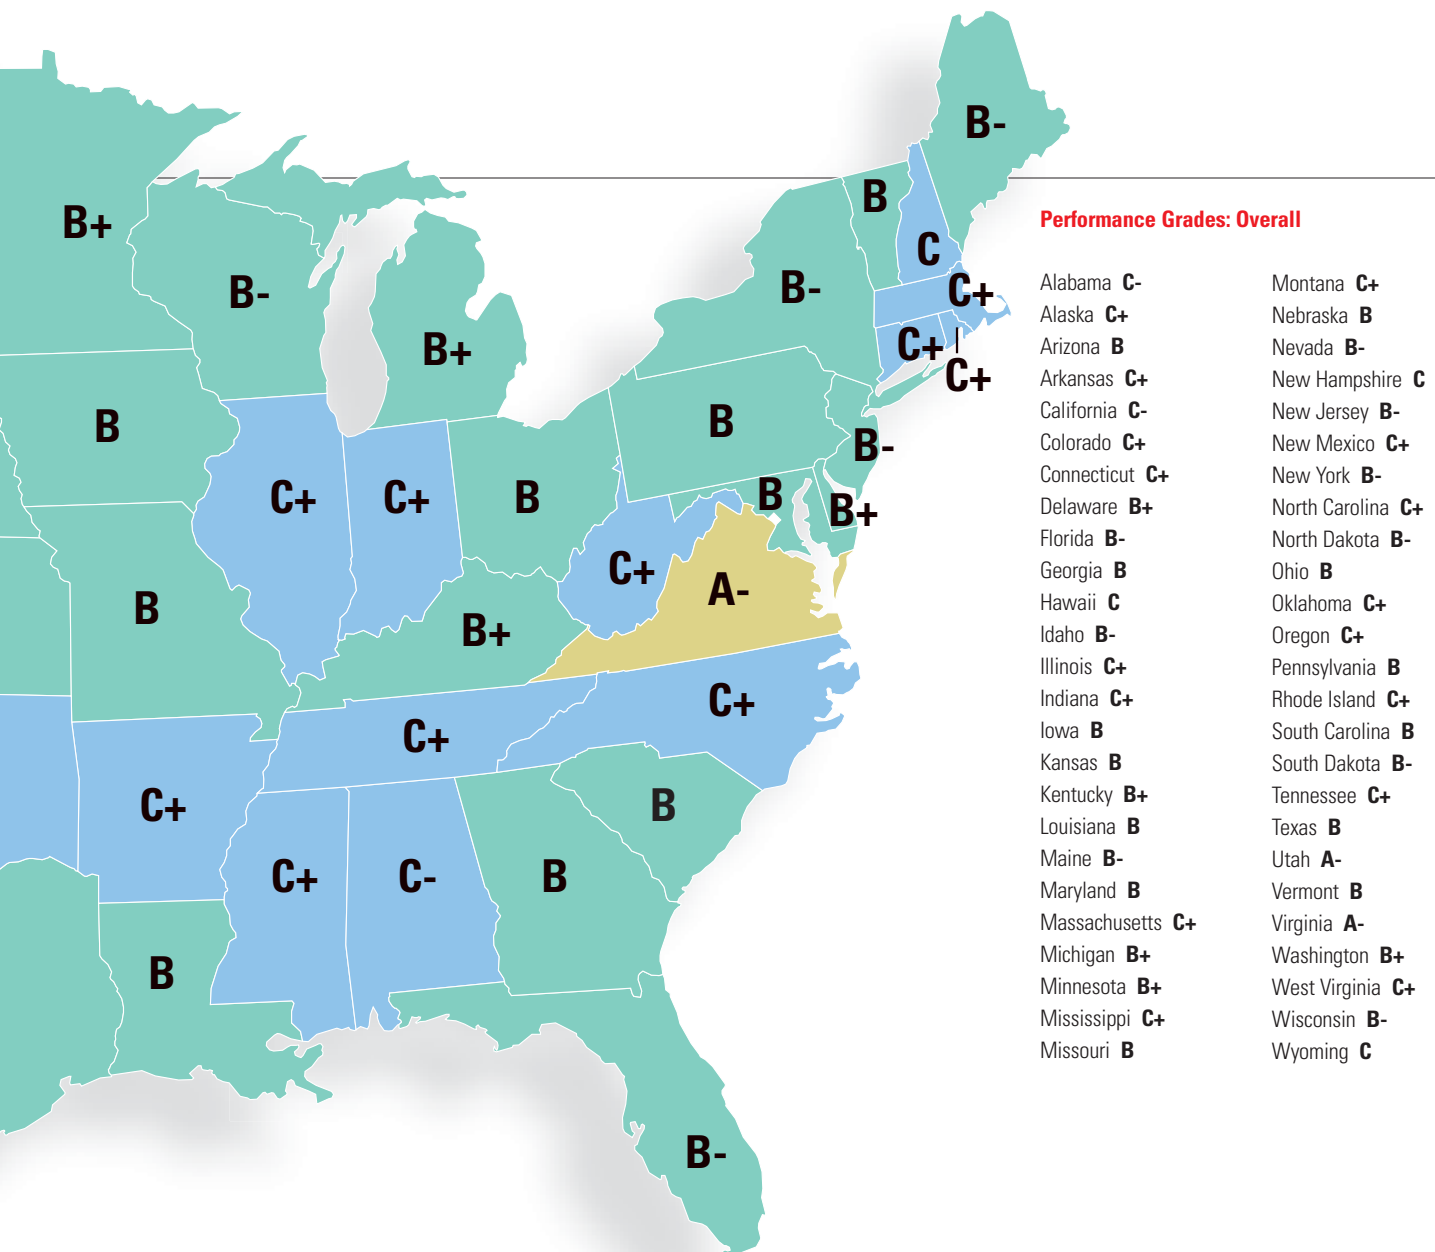 B-
B+
B
B-
C
B-
C+
B-
C+
B+
C+
B
B
B-
C+
C+
B
B
B+
C+
A-
B
B+
C+
C+
C+
B
C+
C-
B
B
B-
Performance Grades: Overall
Alabama C-
Alaska C+
Arizona B
Arkansas C+
California C-
Colorado C+
Connecticut C+
Delaware B+
Florida B-
Georgia B
Hawaii C
Idaho B-
Illinois C+
Indiana C+
Iowa B
Kansas B
Kentucky B+
Louisiana B
Maine B-
Maryland B
Massachusetts C+
Michigan B+
Minnesota B+
Mississippi C+
Missouri B
Montana C+
Nebraska B
Nevada B-
New Hampshire C
New Jersey B-
New Mexico C+
New York B-
North Carolina C+
North Dakota B-
Ohio B
Oklahoma C+
Oregon C+
Pennsylvania B
Rhode Island C+
South Carolina B
South Dakota B-
Tennessee C+
Texas B
Utah A-
Vermont B
Virginia A-
Washington B+
West Virginia C+
Wisconsin B-
Wyoming C